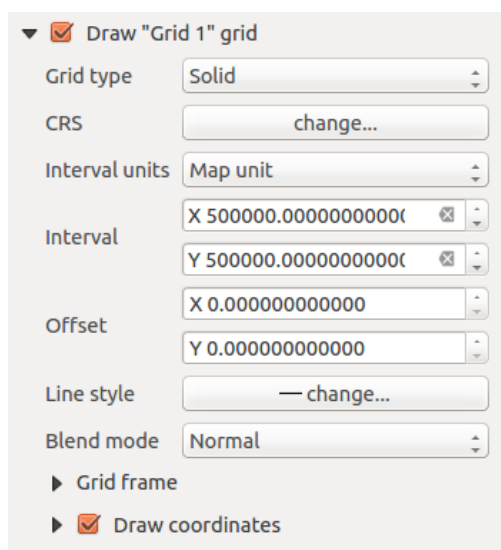 Draw "Grid 1" grid
Grid type Solid
CRS change...
Interval units Map unit
Interval
X 500000.0000000000
Y 500000.0000000000
Offset
X 0.000000000000
Y 0.000000000000
Line style change...
Blend mode Normal
Grid frame
Draw coordinates